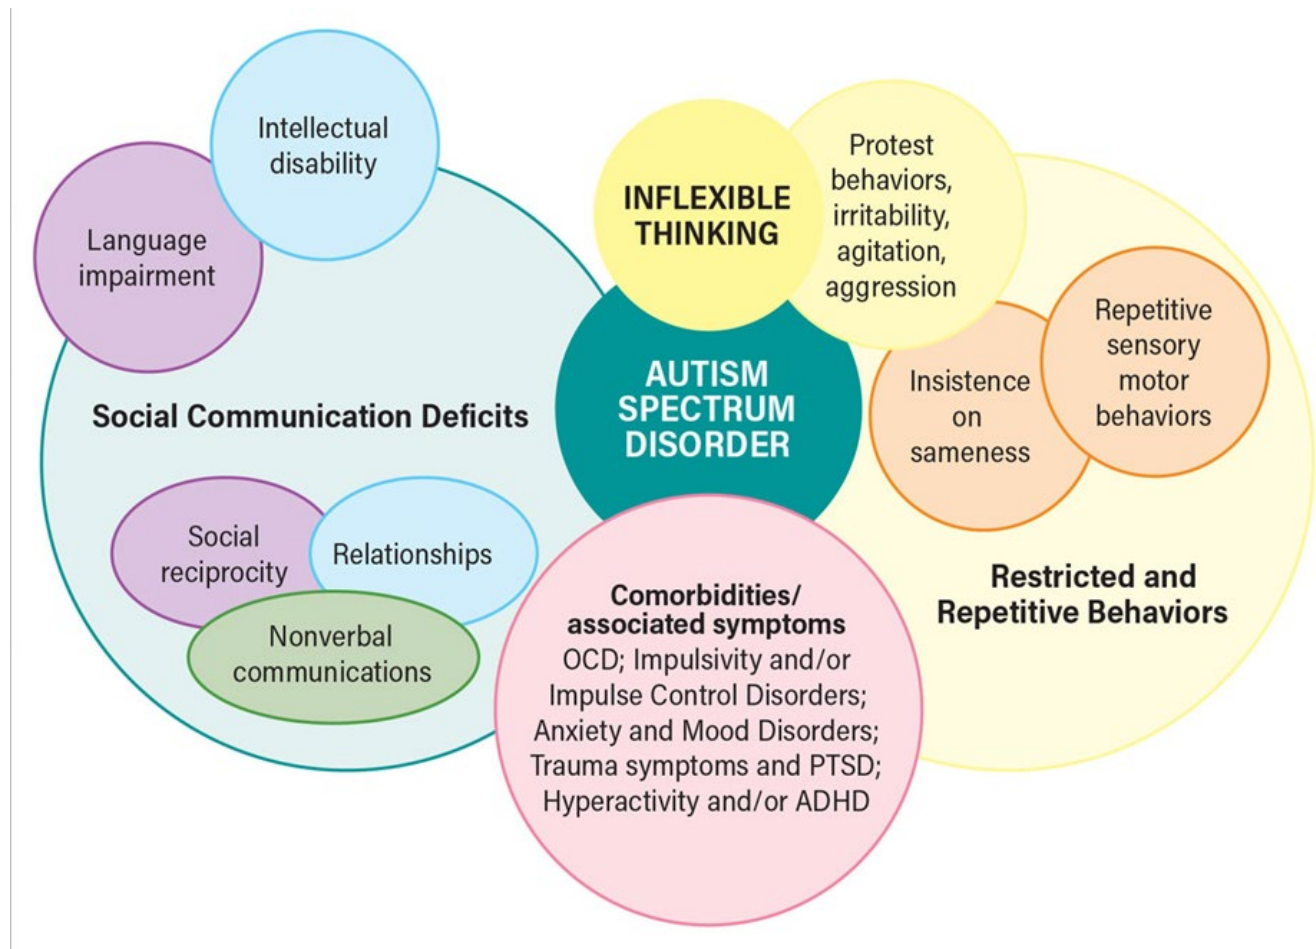 Intellectual
disability
Language
impairment
Social Communication Deficits
Social
reciprocity
Relationships
Nonverbal
communications
INFLEXIBLE
THINKING
AUTISM
SPECTRUM
DISORDER
Protest
behaviors,
irritability,
agitation,
aggression
Insistence
on
sameness
Repetitive
sensory
motor
behaviors
Restricted and
Repetitive Behaviors
Comorbidities/
associated symptoms
OCD; Impulsivity and/or
Impulse Control Disorders;
Anxiety and Mood Disorders;
Trauma symptoms and PTSD;
Hyperactivity and/or ADHD